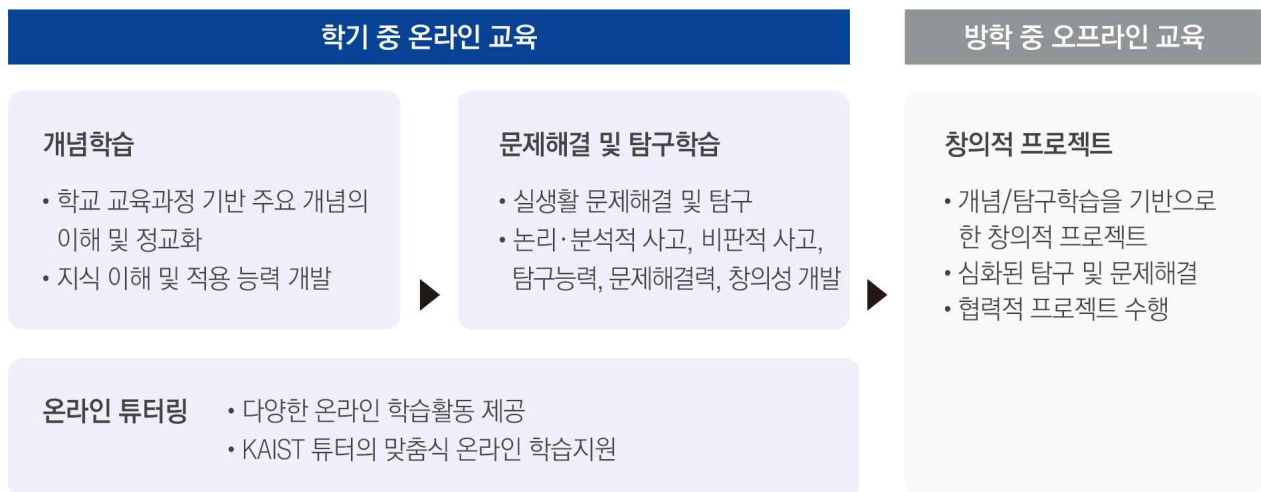 학기 중 온라인 교육
방학 중 오프라인 교육
개념학습
• 학교 교육과정 기반 주요 개념의
이해 및 정교화
• 지식 이해 및 적용 능력 개발
문제해결 및 탐구학습
• 실생활 문제해결 및 탐구
• 논리·분석적 사고, 비판적 사고,
탐구능력, 문제해결력, 창의성 개발
창의적 프로젝트
• 개념/탐구학습을 기반으로
한 창의적 프로젝트
• 심화된 탐구 및 문제해결
• 협력적 프로젝트 수행
온라인 튜터링
• 다양한 온라인 학습활동 제공
• KAIST 튜터의 맞춤식 온라인 학습지원